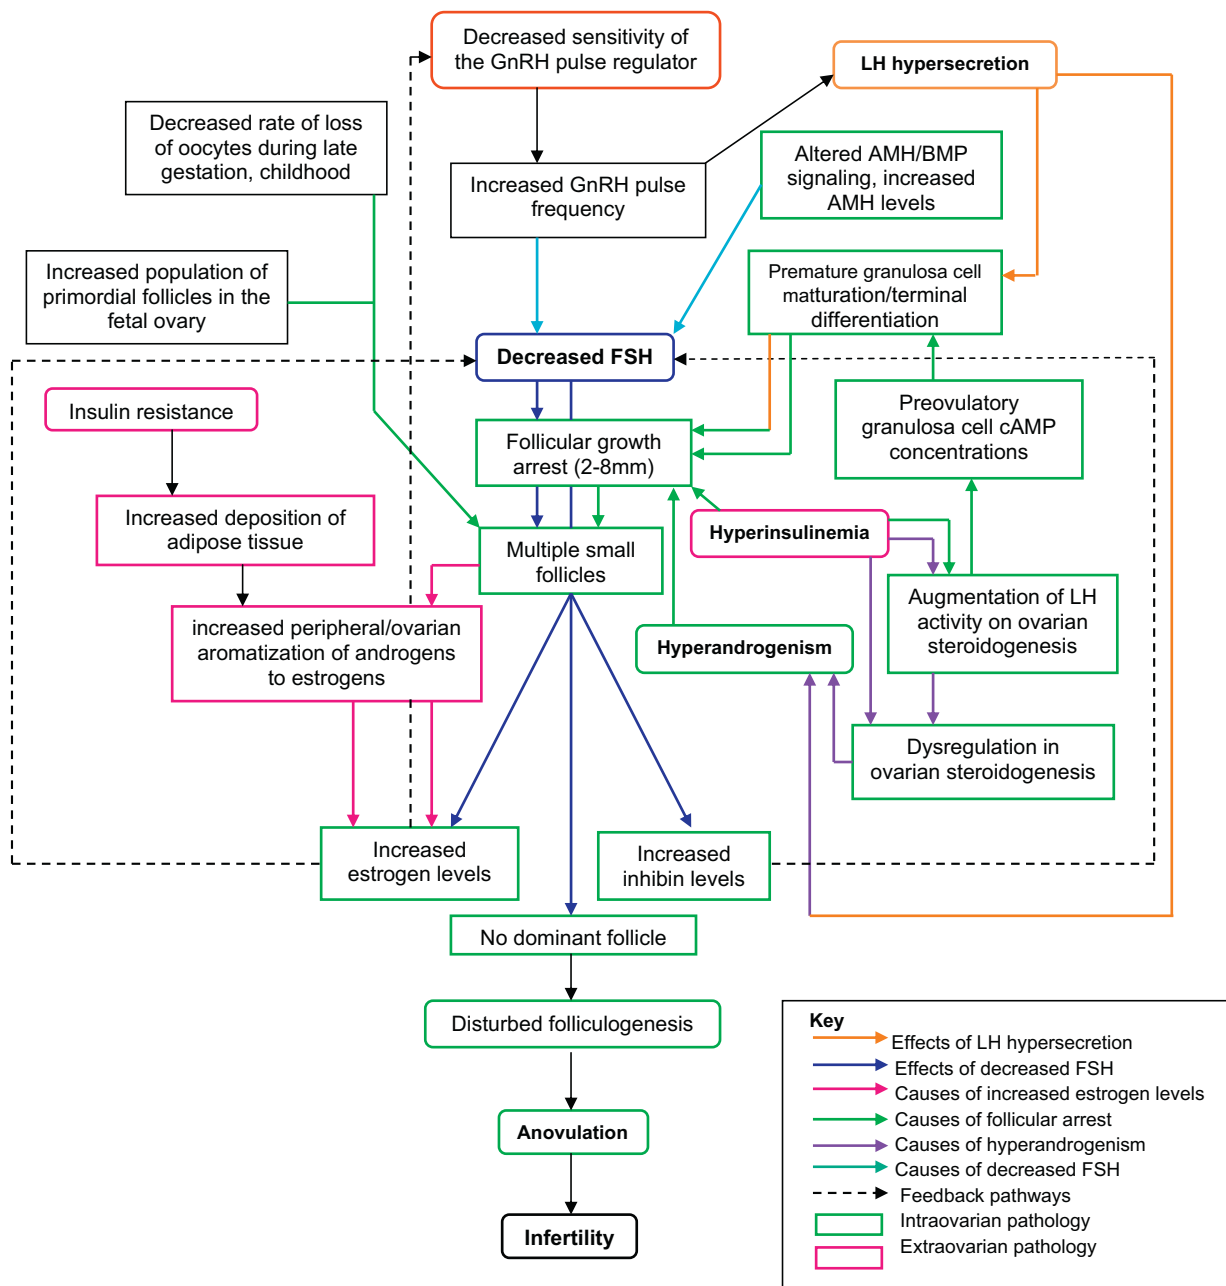 Decreased sensitivity of
the GnRH pulse regulator
LH hypersecretion
Decreased rate of loss
of oocytes during late
gestation, childhood
Altered AMH/BMP
signaling, increased
AMH levels
Increased GnRH pulse
frequency
Increased population of
primordial follicles in the
fetal ovary
Premature granulosa cell
matturation/terminal
differentiation
Decreased FSH
Insulin resistance
Preovulatory
granulosa cell cAMP
concentrations
Follicular growth
arrest (2-8mm)
Increased deposition of
adipose tissue
Hyperinsulinemia
Multiple small
follicles
Augmentation of LH
activity on ovarian
steroidogenesis
increased peripheral/ovarian
aromatization of androgens
to estrogens
Hyperandrogenism
Dysregulation in
ovarian steroidogenesis
Increased
estrogen levels
Increased
inhibin levels
No dominant follicle
Disturbed folliculogenesis
Anovulation
Infertility
Key
Effects of LH hypersecretion
Effects of decreased FSH
Causes of increased estrogen levels
Causes of follicular arrest
Causes of hyperandrogenism
Causes of decreased FSH
Feedback pathways
Intraovarian pathology
Extraovarian pathology